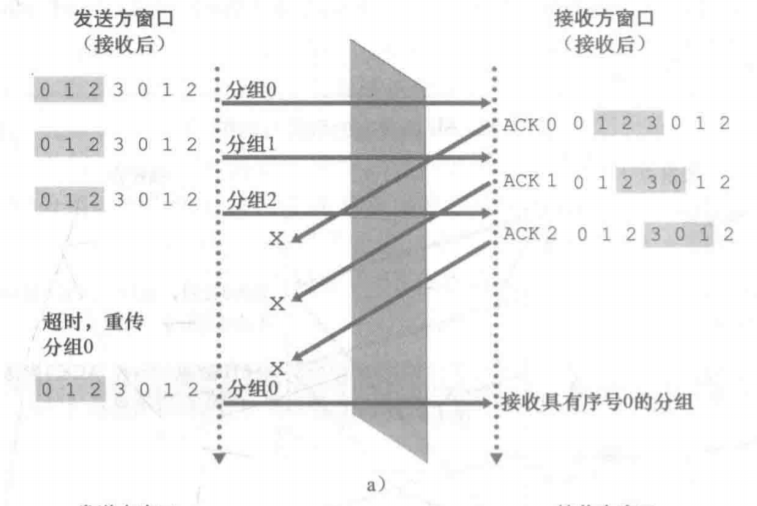 发送方窗口
(接收后)
接收方窗口
(接收后)
0 1 2 3 0 1 2
分组0
ACK 0 0 1 2 3 0 1 2
0 1 2 3 0 1 2
分组1
ACK 1 0 1 2 3 0 1 2
0 1 2 3 0 1 2
分组2
ACK 2 0 1 2 3 0 1 2
X
X
超时，重传
分组0
X
0 1 2 3 0 1 2
分组0
接收具有序号0的分组
a)